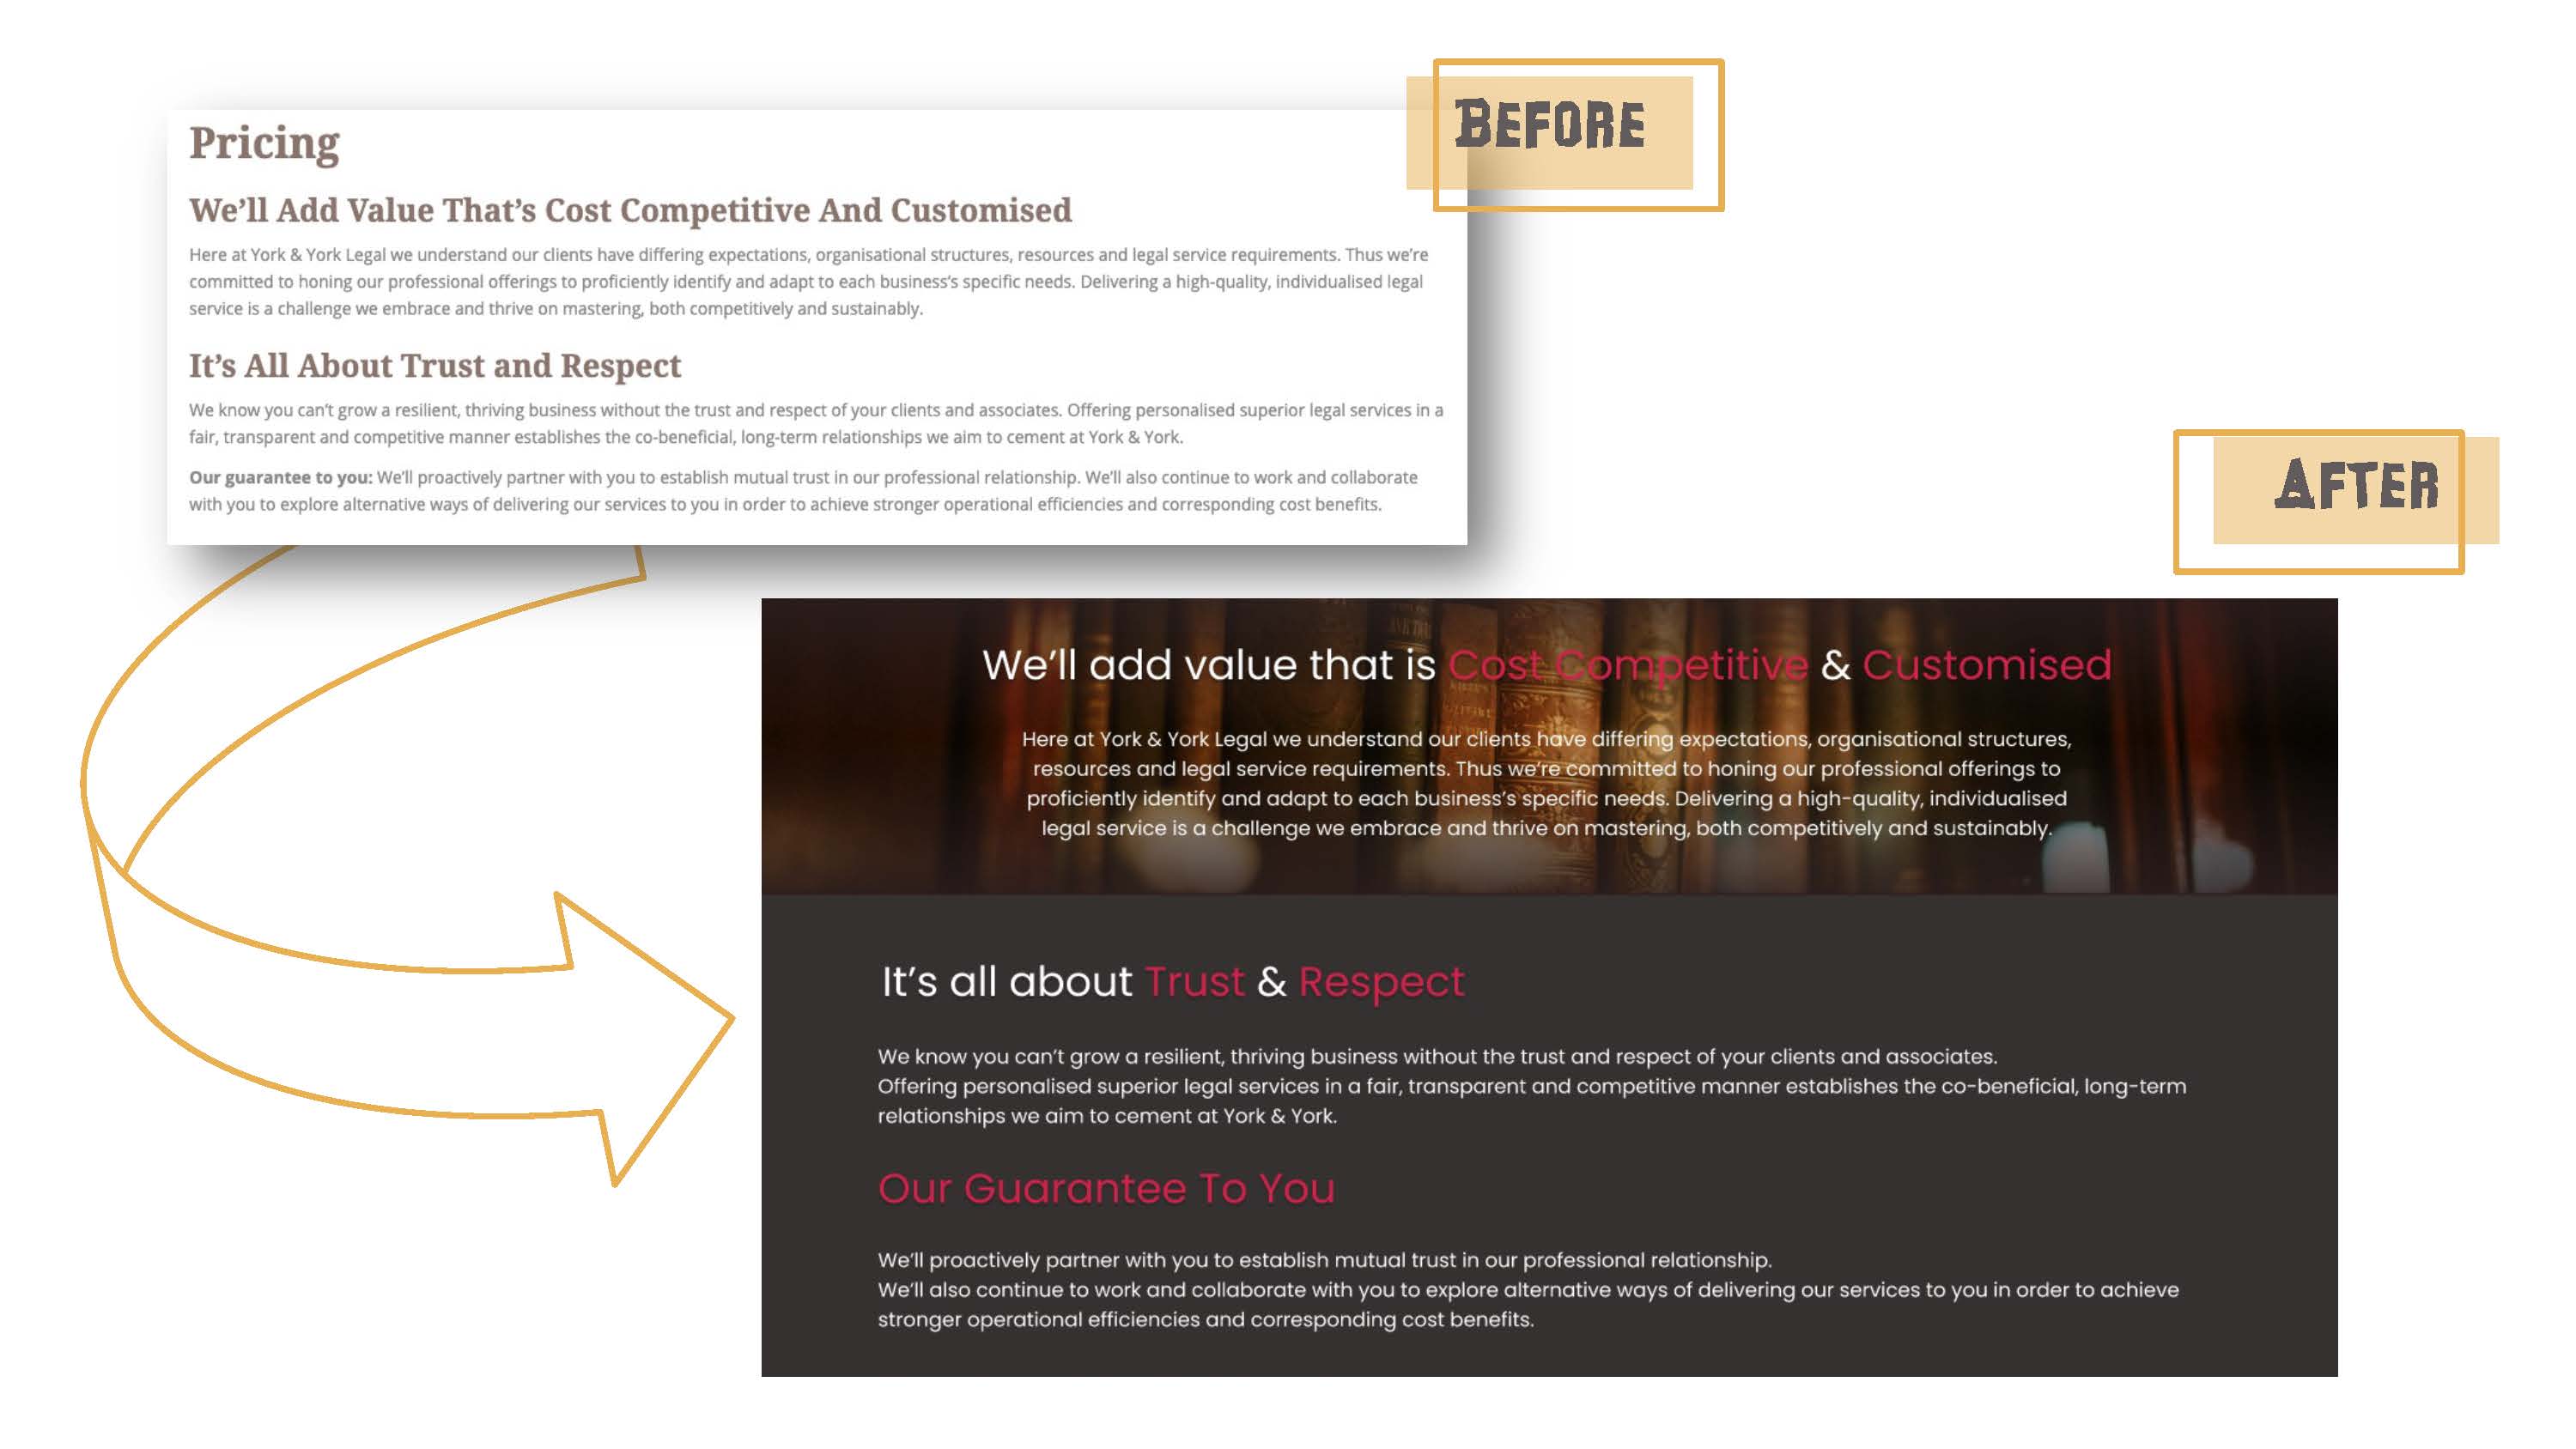 BEFORE
Pricing
We'll Add Value That's Cost Competitive And Customised
Here at York & York Legal we understand our clients have differing expectations, organisational structures, resources and legal service requirements. Thus we're
committed to honing our professional offerings to proficiently identify and adapt to each business's specific needs. Delivering a high-quality, individualised legal
service is a challenge we embrace and thrive on mastering, both competitively and sustainably.
It's All About Trust and Respect
We know you can't grow a resilient, thriving business without the trust and respect of your clients and associates. Offering personalised superior legal services in a
fair, transparent and competitive manner establishes the co-beneficial, long-term relationships we aim to cement at York & York.
Our guarantee to you: We'll proactively partner with you to establish mutual trust in our professional relationship. We'll also continue to work and collaborate
with you to explore alternative ways of delivering our services to you in order to achieve stronger operational efficiencies and corresponding cost benefits.
AFTER
We'll add value that is Cost Competitive & Customised
Here at York & York Legal we understand our clients have differing expectations, organisational structures,
resources and legal service requirements. Thus we're committed to honing our professional offerings to
proficiently identify and adapt to each business's specific needs. Delivering a high-quality, individualised
legal service is a challenge we embrace and thrive on mastering, both competitively and sustainably.
It's all about Trust & Respect
We know you can't grow a resilient, thriving business without the trust and respect of your clients and associates.
Offering personalised superior legal services in a fair, transparent and competitive manner establishes the co-beneficial, long-term
relationships we aim to cement at York & York.
Our Guarantee To You
We'll proactively partner with you to establish mutual trust in our professional relationship.
We'll also continue to work and collaborate with you to explore alternative ways of delivering our services to you in order to achieve
stronger operational efficiencies and corresponding cost benefits.